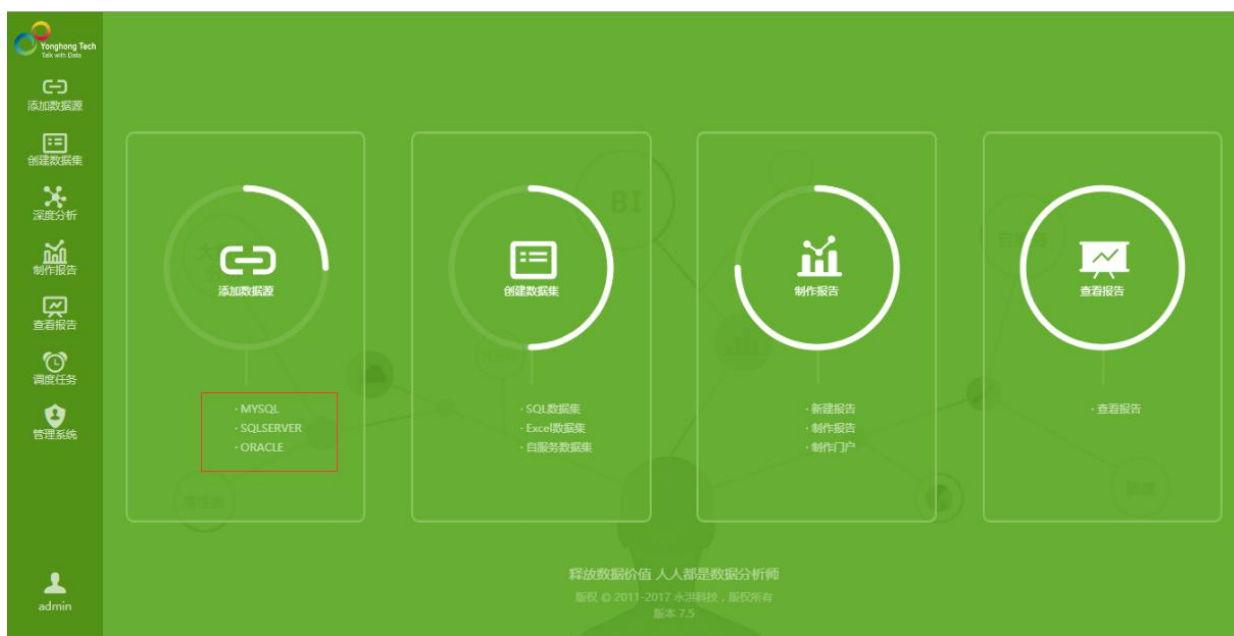 Yonghong Tech
Talk with Data
添加数据源
创建数据集
深度分析
制作报告
查看报告
调度任务
管理系统
admin
添加数据源
· MYSQL
· SQLSERVER
· ORACLE
BI
创建数据集
· SQL数据集
· Excel数据集
· 自服务数据集
制作报告
· 新建报告
· 制作报告
· 制作门户
查看报告
· 查看报告
释放数据价值 人人都是数据分析师
版权 © 2011-2017 永洪科技，版权所有
版本 7.5